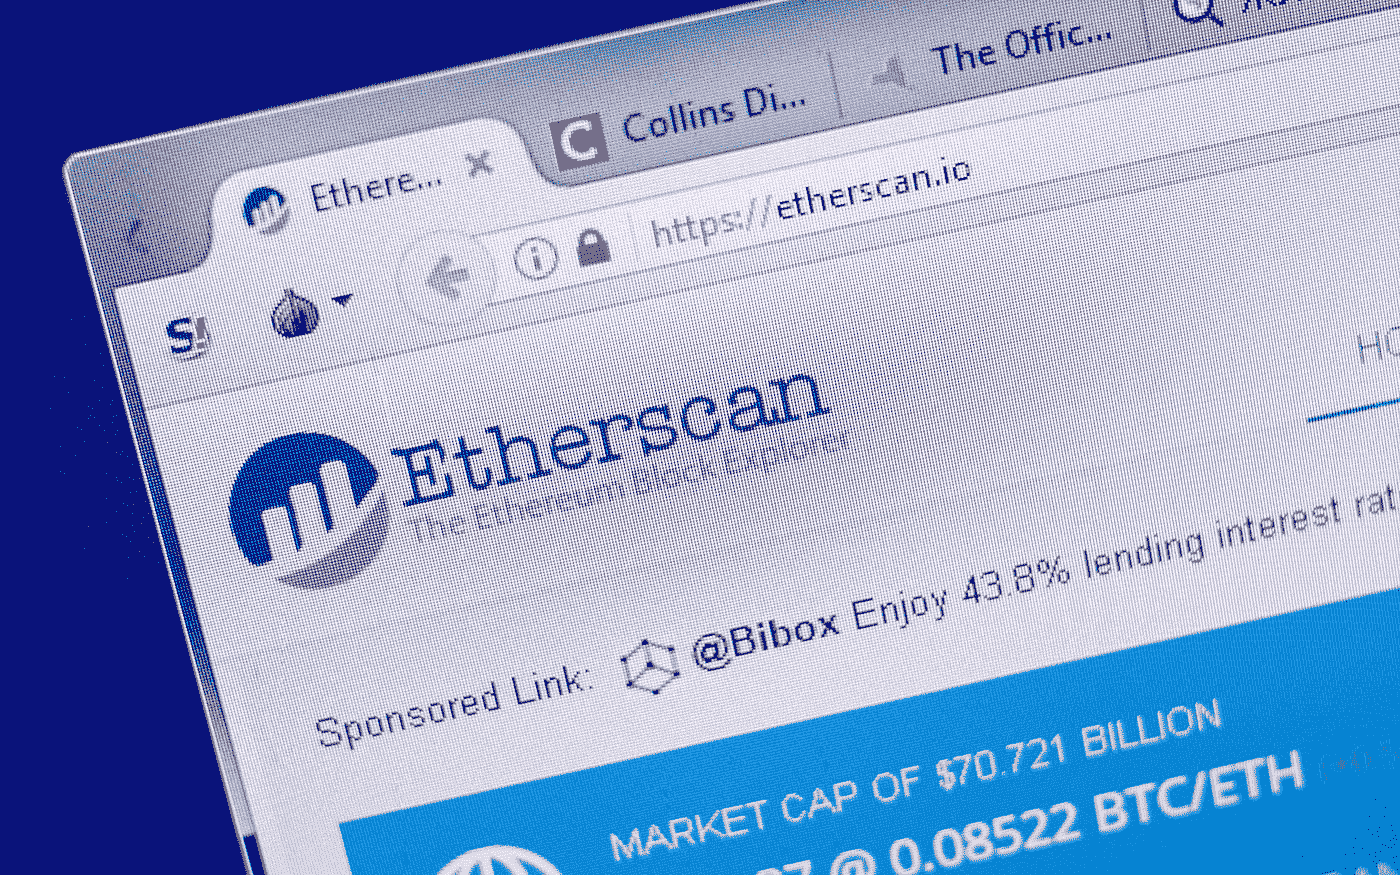 Ethere...
Collins Di...
The Offic...
https://etherscan.io
S!
Etherscan
The Ethereum Block Explorer
HO
Sponsored Link: @Bibox Enjoy 43.8% lending interest rat
MARKET CAP OF $70.721 BILLION
@ 0.08522 BTC/ETH